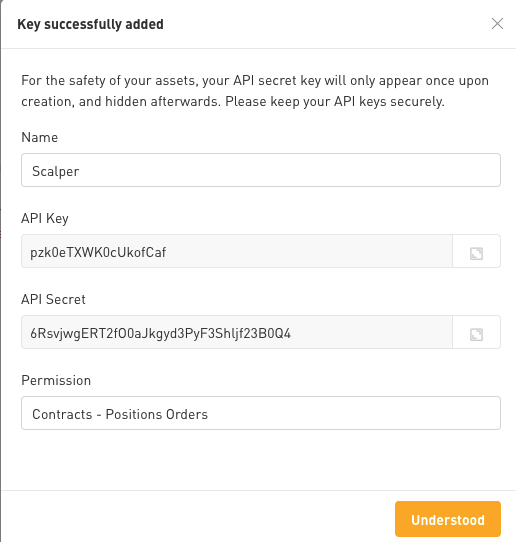 Key successfully added
For the safety of your assets, your API secret key will only appear once upon
creation, and hidden afterwards. Please keep your API keys securely.
Name
Scalper
API Key
pzk0eTXWK0cUkofCaf
API Secret
6RsvjwgERT2fO0aJkgyd3PyF3Shljf23B0Q4
Permission
Contracts - Positions Orders
Understood